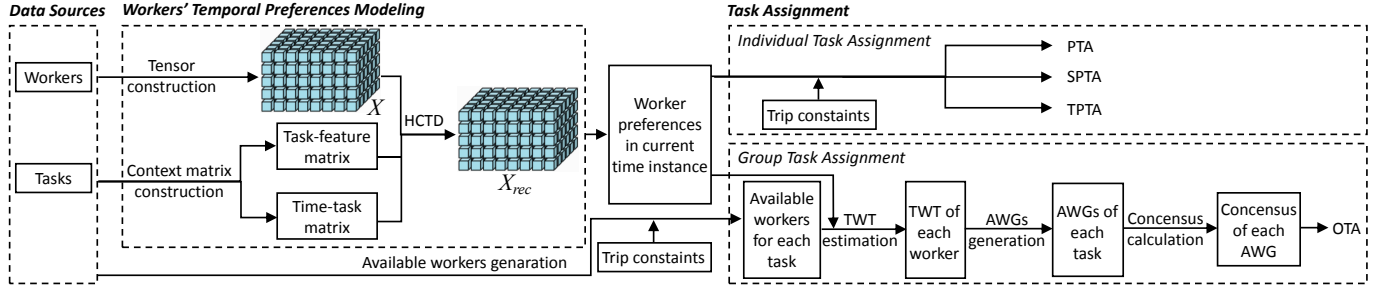 Data Sources
Workers' Temporal Preferences Modeling
Task Assignment
Workers
Tasks
Tensor
construction
X
Context matrix
construction
Task-feature
matrix
Time-task
matrix
HCTD
Xrec
Available workers genaration
Trip constaints
Worker
preferences
in current
time instance
Individual Task Assignment
Trip constaints
PTA
SPTA
TPTA
Group Task Assignment
Available
workers
for each
task
TWT
estimation
TWT of
each
worker
AWGs
generation
AWGs of
each
task
Concensus
calculation
Concensus
of each
AWG
OTA